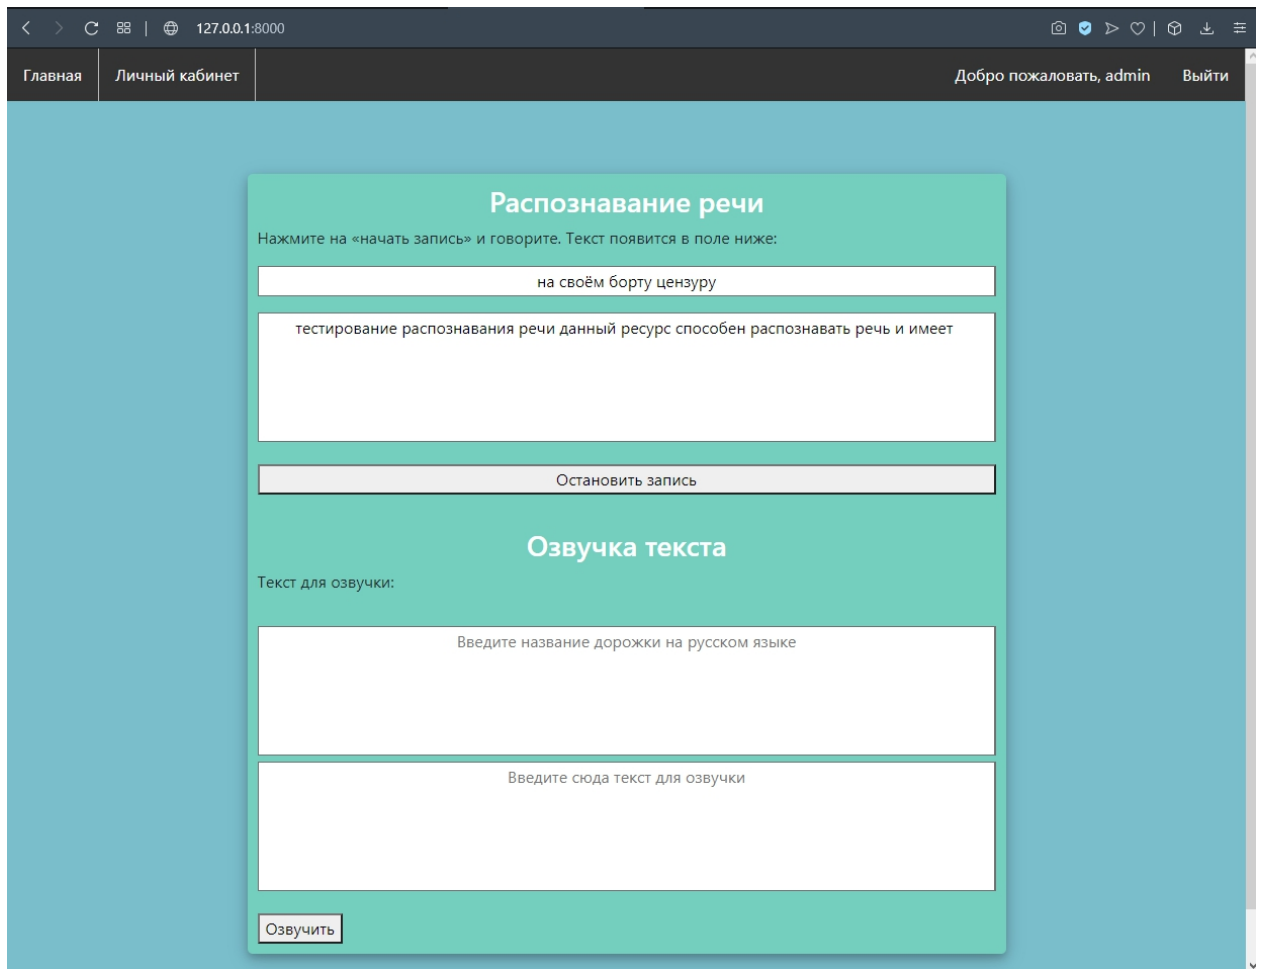 127.0.0.1:8000
Главная Личный кабинет Добро пожаловать, admin Выйти
Распознавание речи
Нажмите на «начать запись» и говорите. Текст появится в поле ниже:
на своём борту цензуру
тестирование распознавания речи данный ресурс способен распознавать речь и имеет
Остановить запись
Озвучка текста
Текст для озвучки:
Введите название дорожки на русском языке
Введите сюда текст для озвучки
Озвучить